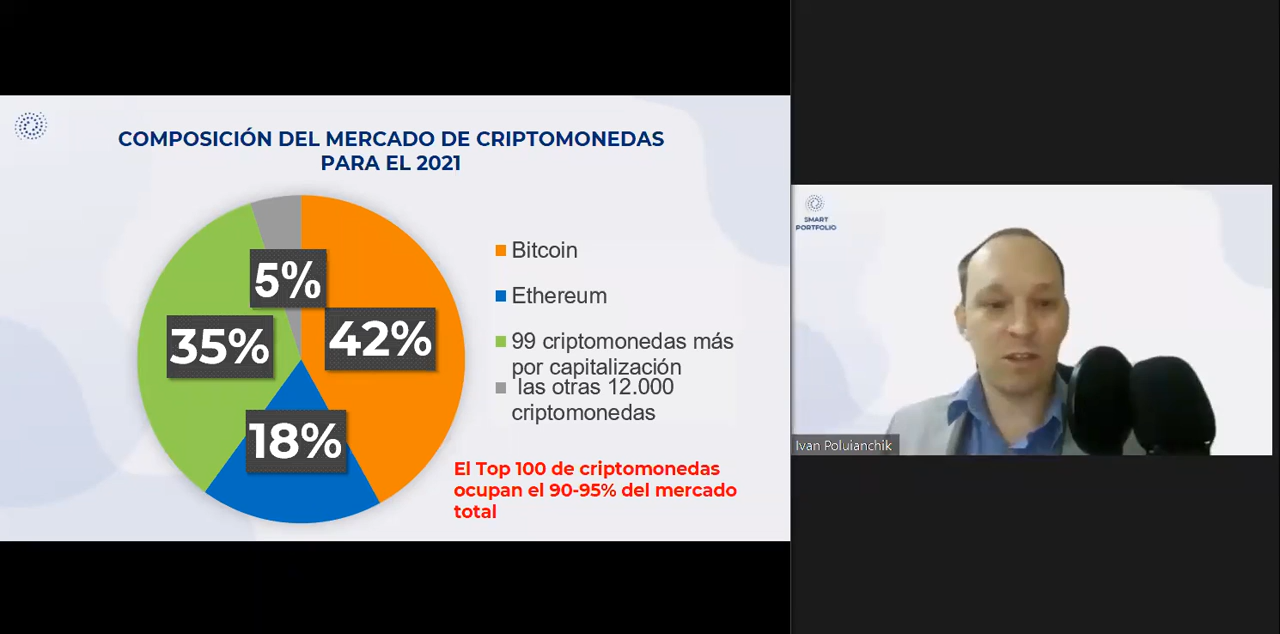 COMPOSICIÓN DEL MERCADO DE CRIPTOMONEDAS
PARA EL 2021
5%
35%
42%
18%
Bitcoin
Ethereum
99 criptomonedas más
por capitalización
las otras 12.000
criptomonedas
El Top 100 de criptomonedas
ocupan el 90-95% del mercado
total
SMART
PORTFOLIO
Ivan Poluianchik